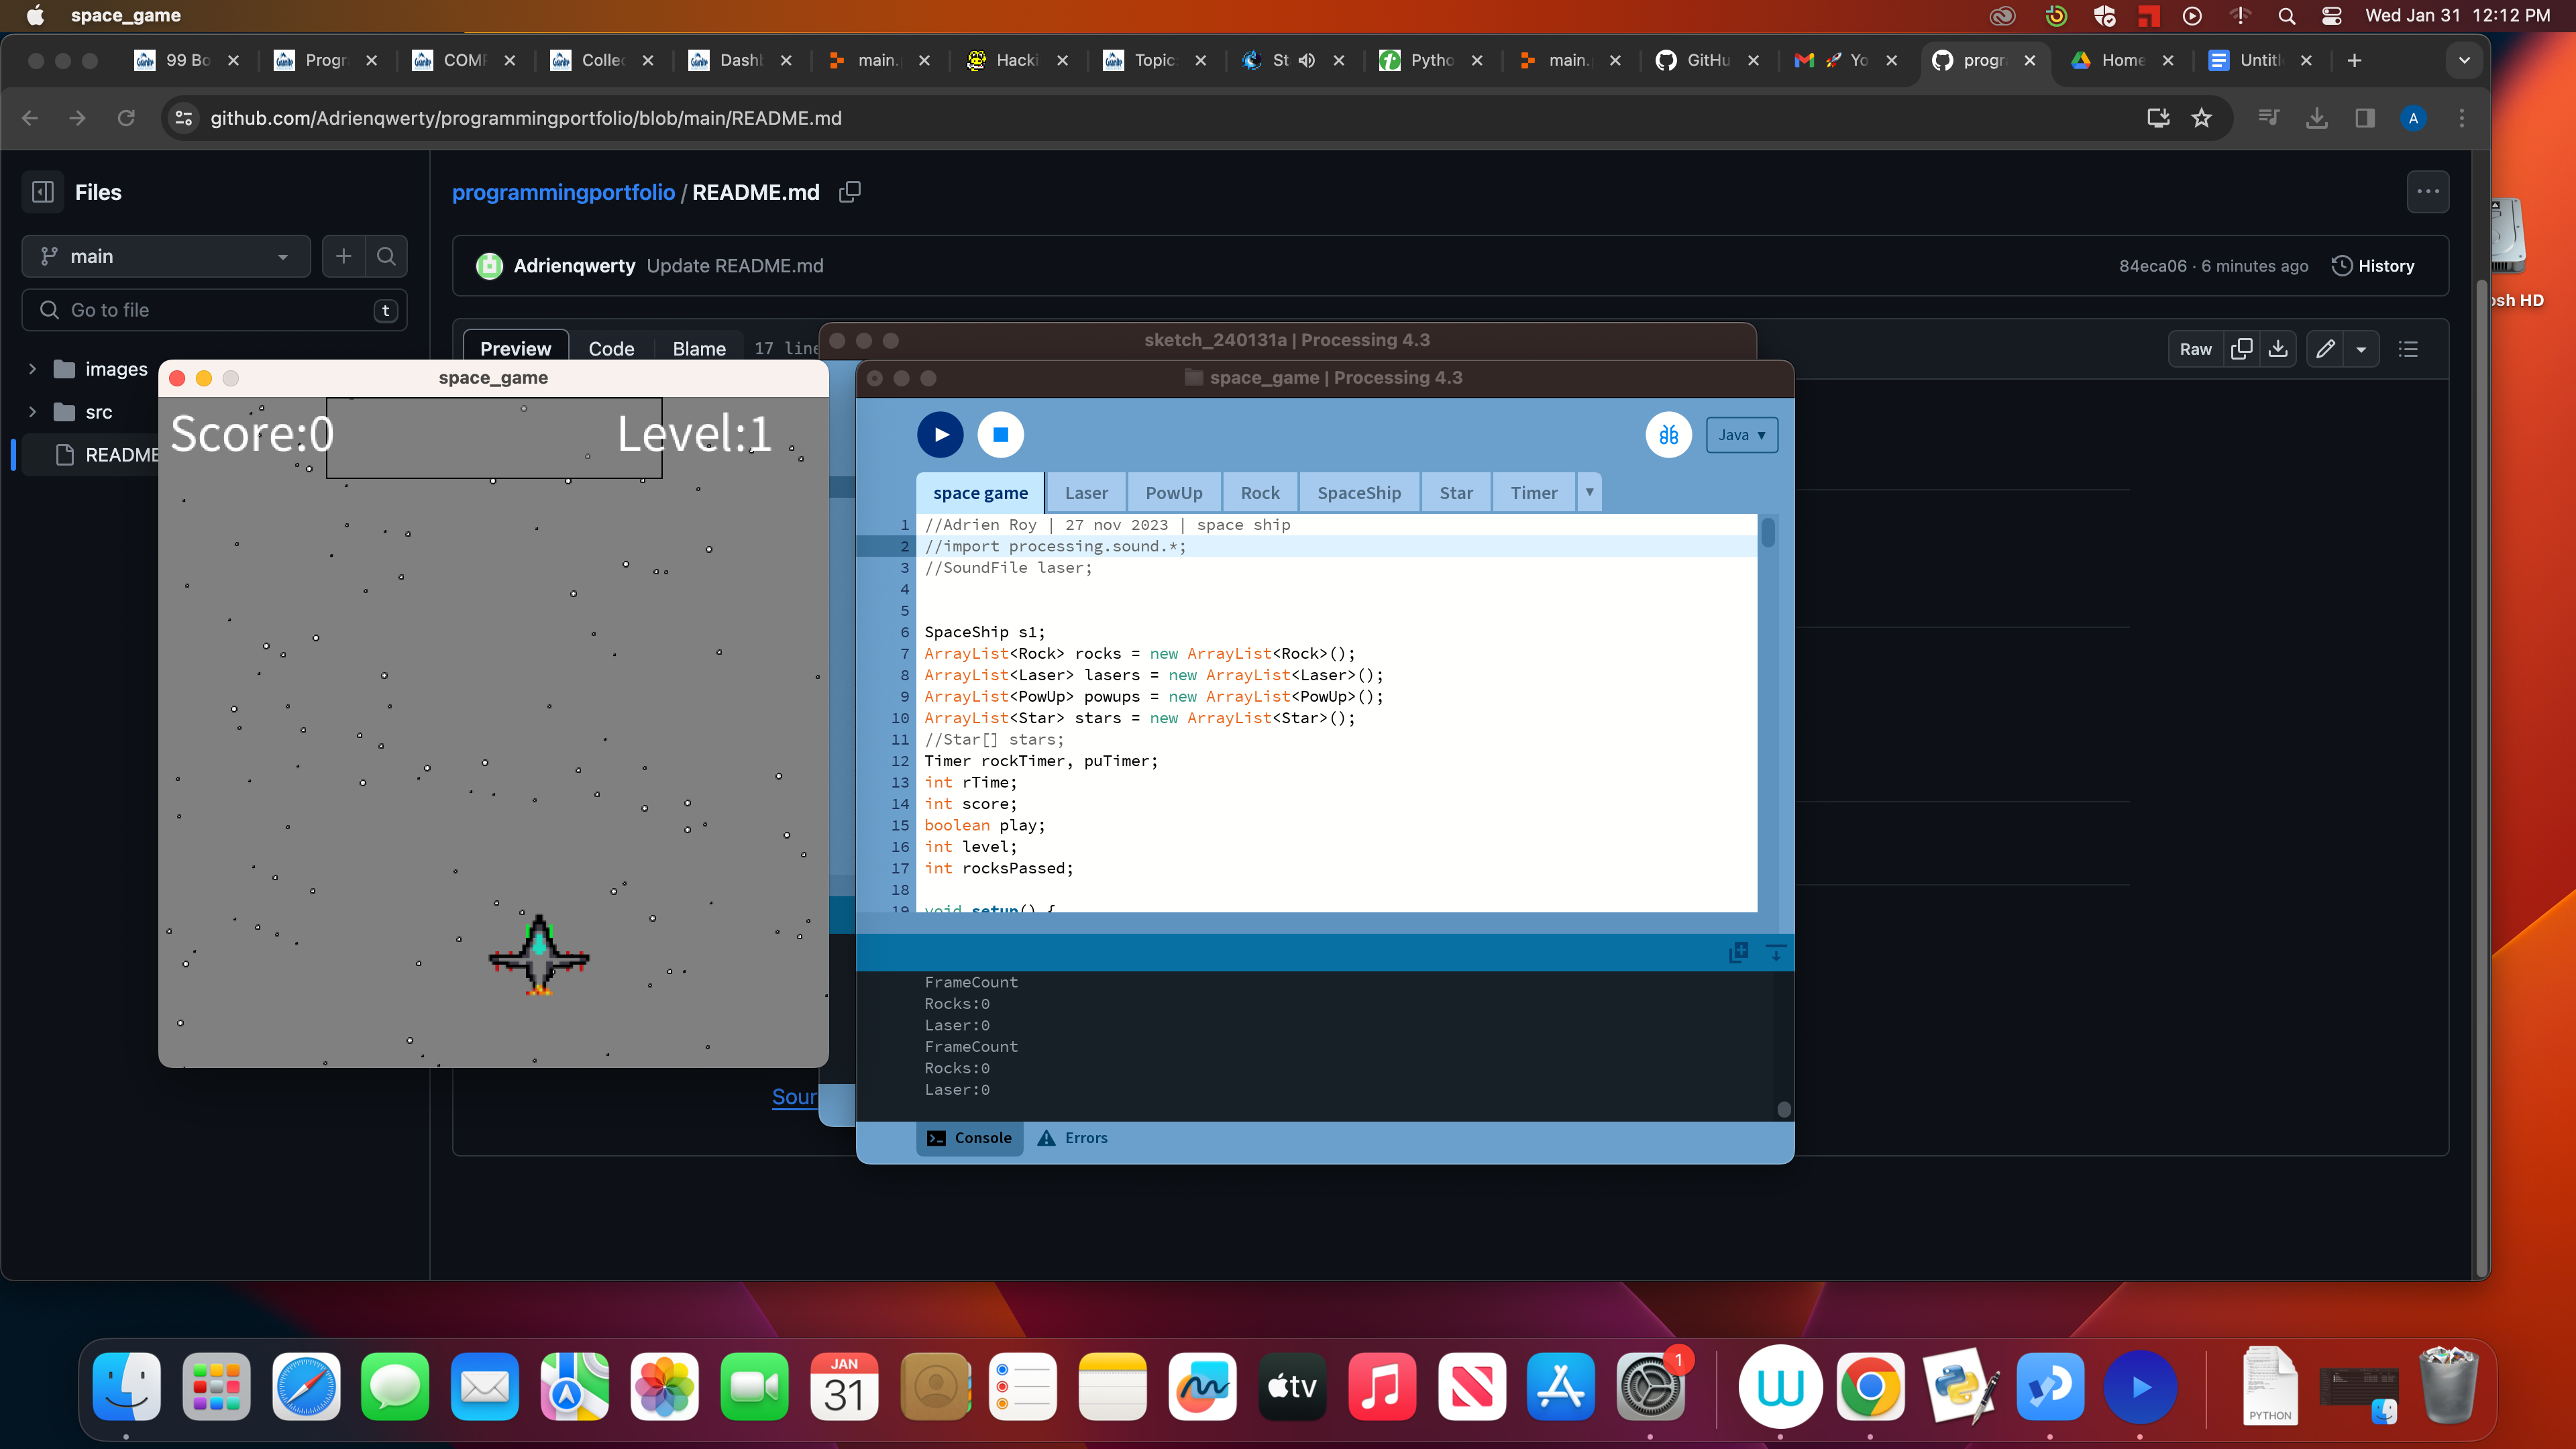 space_game
Wed Jan 31 12:12 PM
99 Bo
Progr
COMP
Collec
Dashb
main.
Hacki
Topic
St
Pytho
main.
GitHu
Yo
progr
Home
Untitl
github.com/Adrienqwerty/programmingportfolio/blob/main/README.md
A
Files
programmingportfolio / README.md
main
Adrienqwerty Update README.md
84eca06 · 6 minutes ago
History
Go to file
t
Preview
Code
Blame
17 line
Raw
images
src
README
sketch_240131a | Processing 4.3
space_game
Score:0
Level:1
space_game | Processing 4.3
Java
space game
Laser
PowUp
Rock
SpaceShip
Star
Timer
1 //Adrien Roy | 27 nov 2023 | space ship
2 //import processing.sound.*;
3 //SoundFile laser;
4
5
6 SpaceShip s1;
7 ArrayList<Rock> rocks = new ArrayList<Rock>();
8 ArrayList<Laser> lasers = new ArrayList<Laser>();
9 ArrayList<PowUp> powups = new ArrayList<PowUp>();
10 ArrayList<Star> stars = new ArrayList<Star>();
11 //Star[] stars;
12 Timer rockTimer, puTimer;
13 int rTime;
14 int score;
15 boolean play;
16 int level;
17 int rocksPassed;
18
19 void setup() {
FrameCount
Rocks:0
Laser:0
FrameCount
Rocks:0
Laser:0
Sour
Console
Errors
osh HD
JAN
31
tv
1
PYTHON